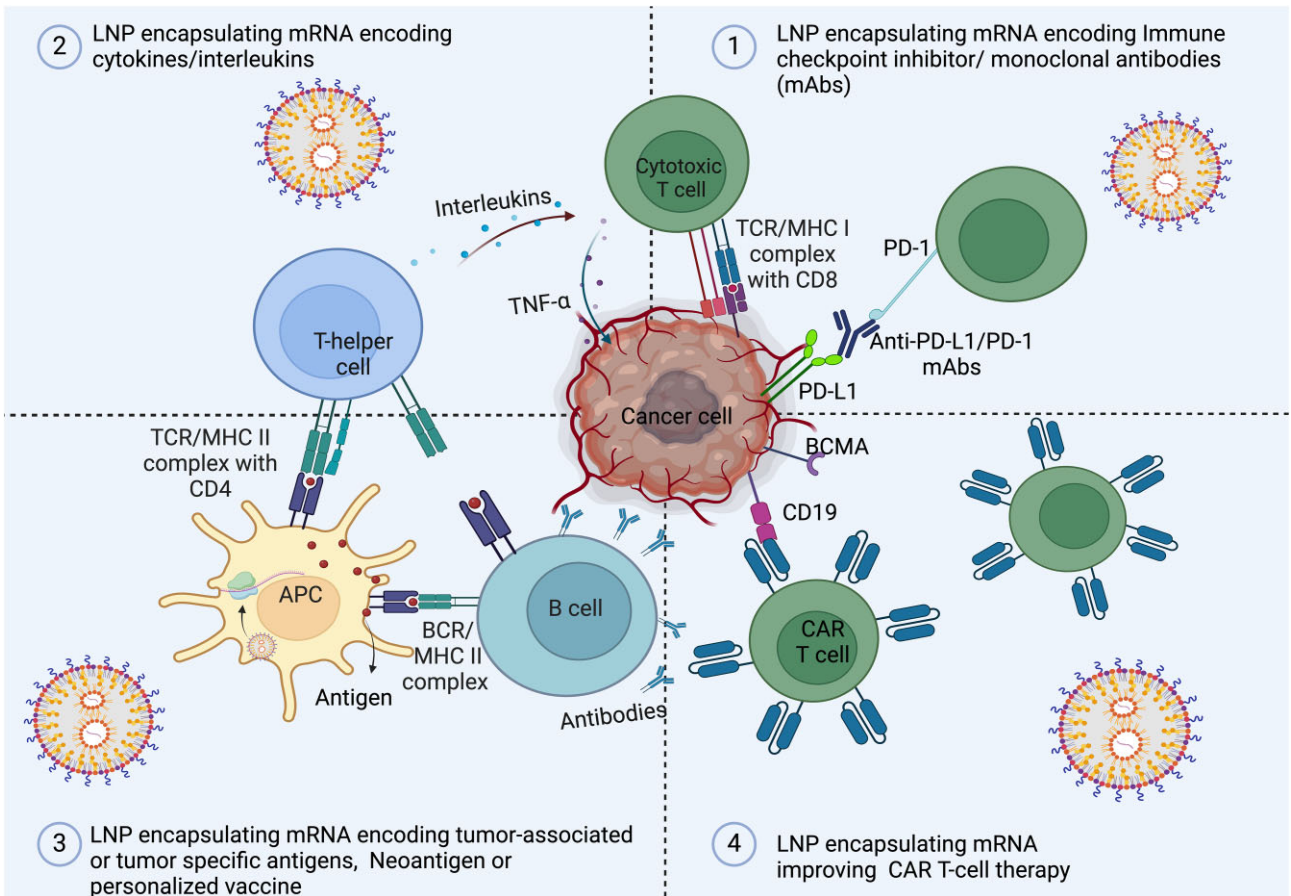 2
LNP encapsulating mRNA encoding
cytokines/interleukins
1
LNP encapsulating mRNA encoding Immune
checkpoint inhibitor/ monoclonal antibodies
(mAbs)
Interleukins
Cytotoxic
T cell
TCR/MHC I
complex
with CD8
PD-1
TNF-α
T-helper
cell
Anti-PD-L1/PD-1
mAbs
PD-L1
Cancer cell
TCR/MHC II
complex with
CD4
BCMA
CD19
APC
B cell
CAR
T cell
BCR/
MHC II
complex
Antigen
Antibodies
3
LNP encapsulating mRNA encoding tumor-associated
or tumor specific antigens, Neoantigen or
personalized vaccine
4
LNP encapsulating mRNA
improving CAR T-cell therapy